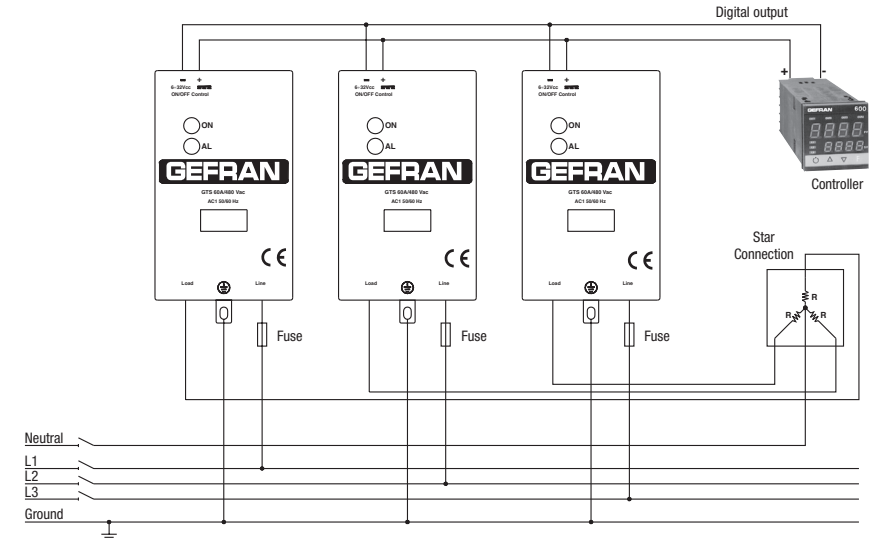 Digital output
+ -
- +
6-32Vcc
ON/OFF Control
ON
AL
GEFRAN
GTS 60A/480 Vac
AC1 50/60 Hz
CE
Load
Line
Fuse
- +
6-32Vcc
ON/OFF Control
ON
AL
GEFRAN
GTS 60A/480 Vac
AC1 50/60 Hz
CE
Load
Line
Fuse
- +
6-32Vcc
ON/OFF Control
ON
AL
GEFRAN
GTS 60A/480 Vac
AC1 50/60 Hz
CE
Load
Line
Fuse
GEFRAN 600
8888
8888
Controller
Star
Connection
R
R R
Neutral
L1
L2
L3
Ground